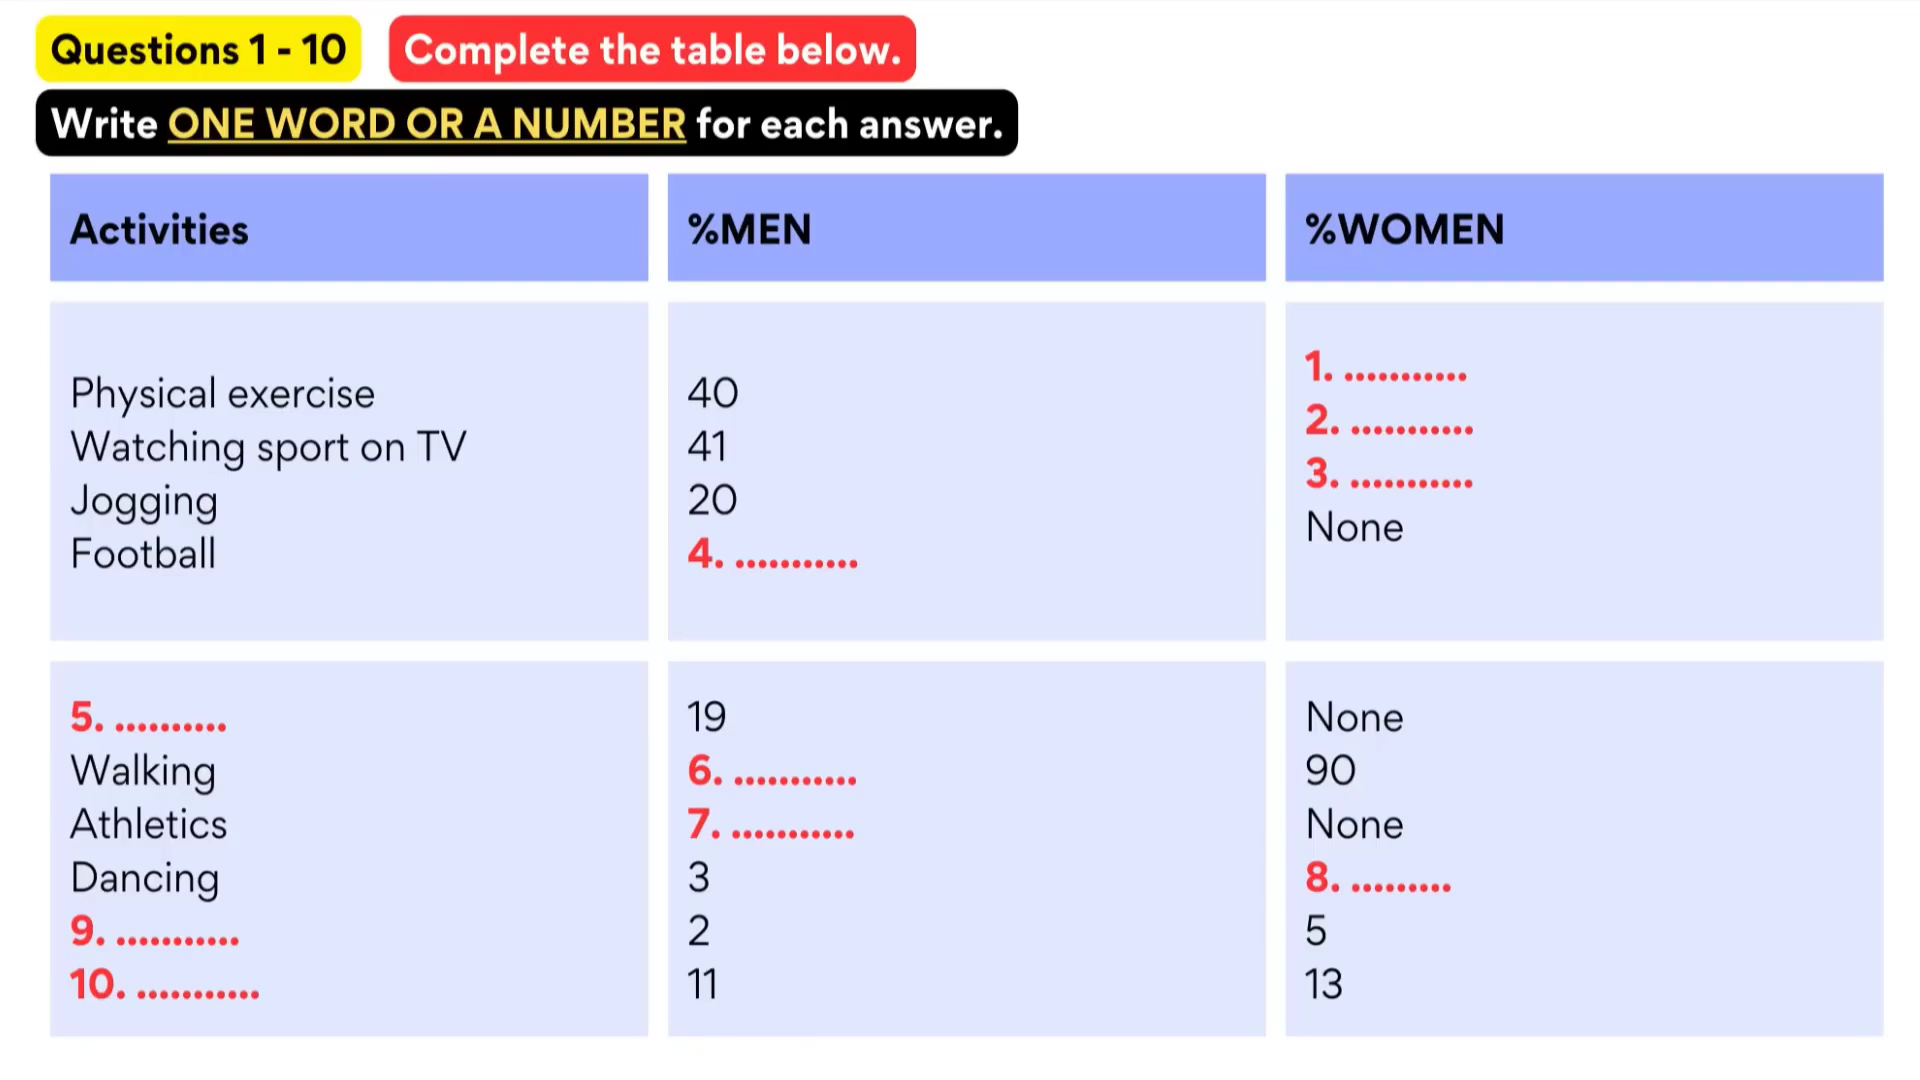 Questions 1 - 10
Complete the table below.
Write ONE WORD OR A NUMBER for each answer.
Activities
%MEN
%WOMEN
Physical exercise
Watching sport on TV
Jogging
Football
40
41
20
4. ...........
1. ...........
2. ...........
3. ...........
None
5. ..........
Walking
Athletics
Dancing
9. ...........
10. ...........
19
6. ...........
7. ...........
3
2
11
None
90
None
8. .........
5
13